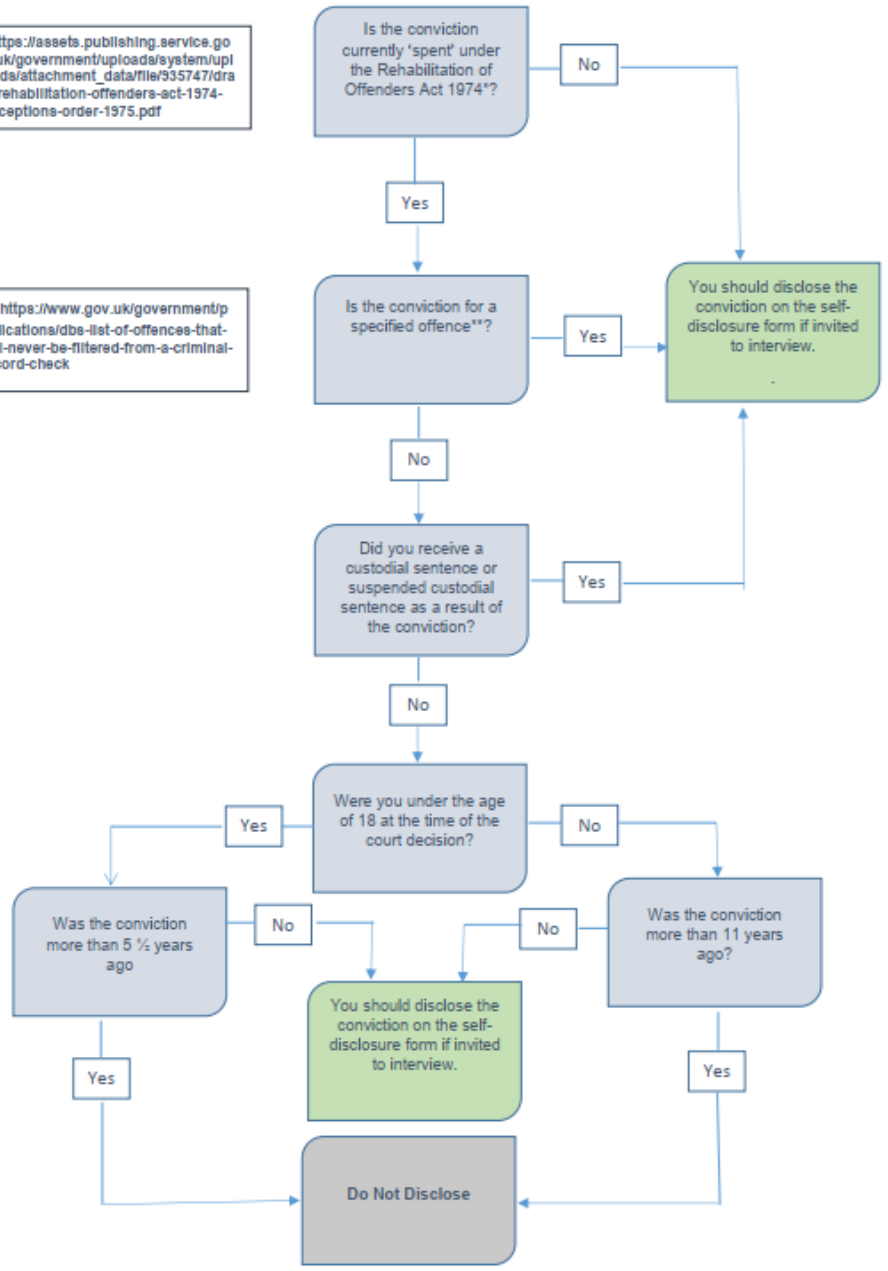 Is the conviction
currently 'spent' under
the Rehabilitation of
Offenders Act 1974*?
No
ttps://assets.publishing.service.go
uk/government/uploads/system/upl
ds/attachment_data/file/935747/dra
rehabilitation-offenders-act-1974-
ceptions-order-1975.pdf
Yes
https://www.gov.uk/government/p
lications/dbs-list-of-offences-that-
l-never-be-filtered-from-a-criminal-
cord-check
Is the conviction for a
specified offence**?
Yes
You should disclose the
conviction on the self-
disclosure form if invited
to interview.
.
No
Did you receive a
custodial sentence or
suspended custodial
sentence as a result of
the conviction?
Yes
No
Were you under the age
of 18 at the time of the
court decision?
Yes
No
Was the conviction
more than 5 ½ years
ago
No
No
Was the conviction
more than 11 years
ago?
You should disclose the
conviction on the self-
disclosure form if invited
to interview.
Yes
Yes
Do Not Disclose